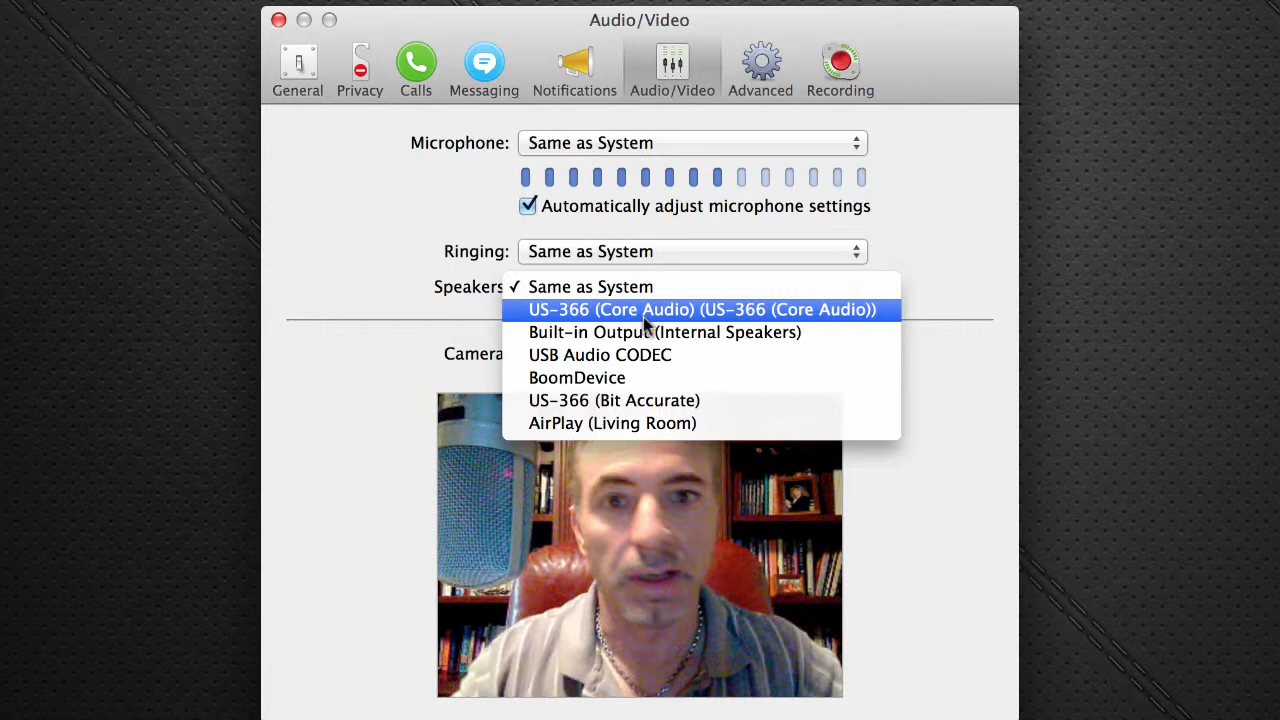 Audio/Video
General Privacy Calls Messaging Notifications Audio/Video Advanced Recording
Microphone: Same as System
Automatically adjust microphone settings
Ringing: Same as System
Speakers ✓ Same as System
US-366 (Core Audio) (US-366 (Core Audio))
Built-in Output (Internal Speakers)
USB Audio CODEC
Camera
BoomDevice
US-366 (Bit Accurate)
AirPlay (Living Room)